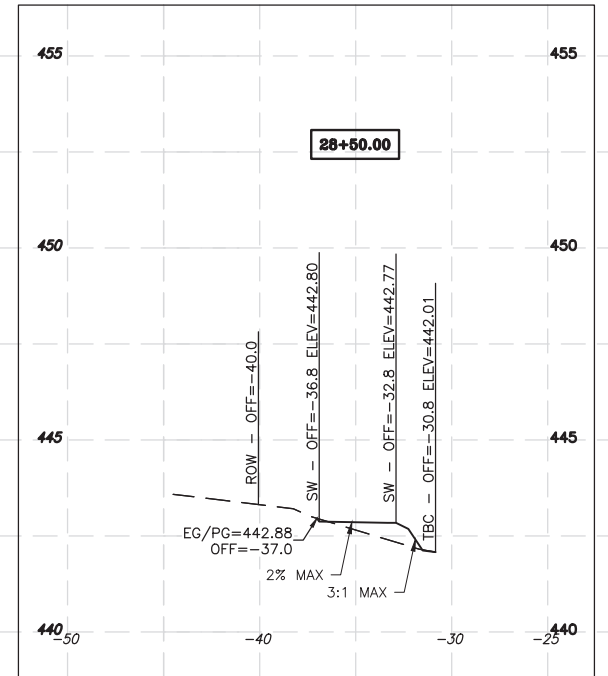 455 455
28+50.00
450 450
ROW - OFF=-40.0
SW - OFF=-36.8 ELEV=442.80
SW - OFF=-32.8 ELEV=442.77
TBC - OFF=-30.8 ELEV=442.01
445 445
EG/PG=442.88
OFF=-37.0
2% MAX
3:1 MAX
440 440
-50 -40 -30 -25